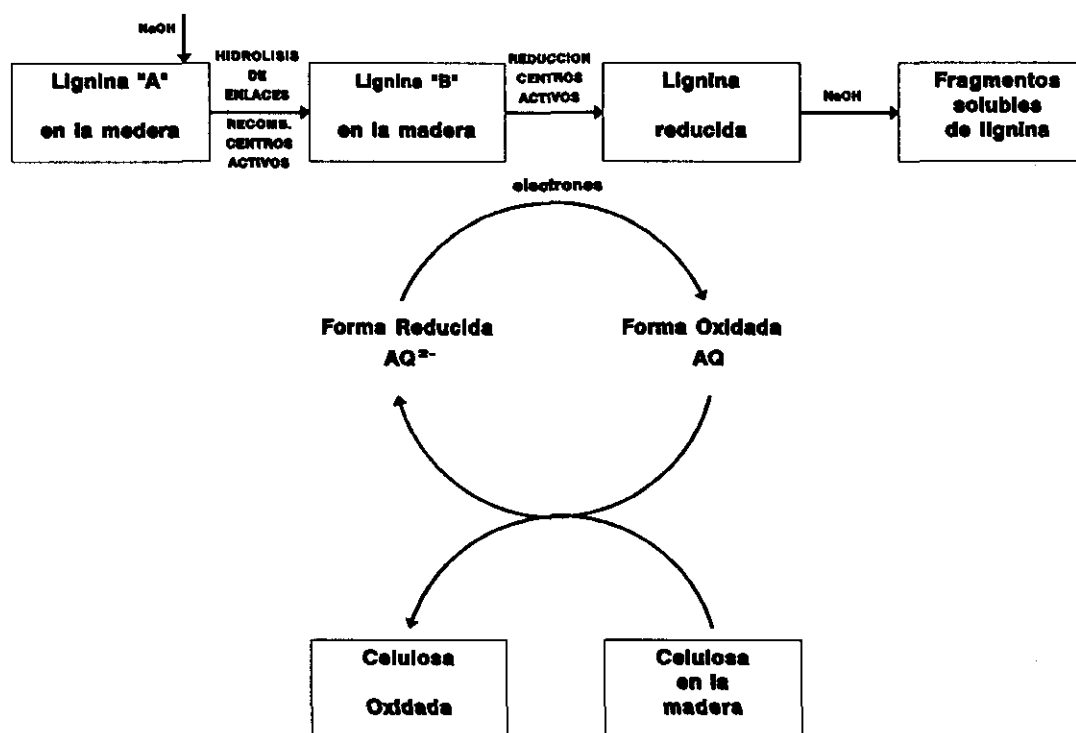 NaOH
Lignina "A"
en la madera
HIDROLISIS
DE
ENLACES
RECOMB.
CENTROS
ACTIVOS
Lignina "B"
en la madera
REDUCCION
CENTROS
ACTIVOS
Lignina
reducida
NaOH
Fragmentos
solubles
de lignina
electrones
Forma Reducida
AQ²⁻
Forma Oxidada
AQ
Celulosa
Oxidada
Celulosa
en la
madera